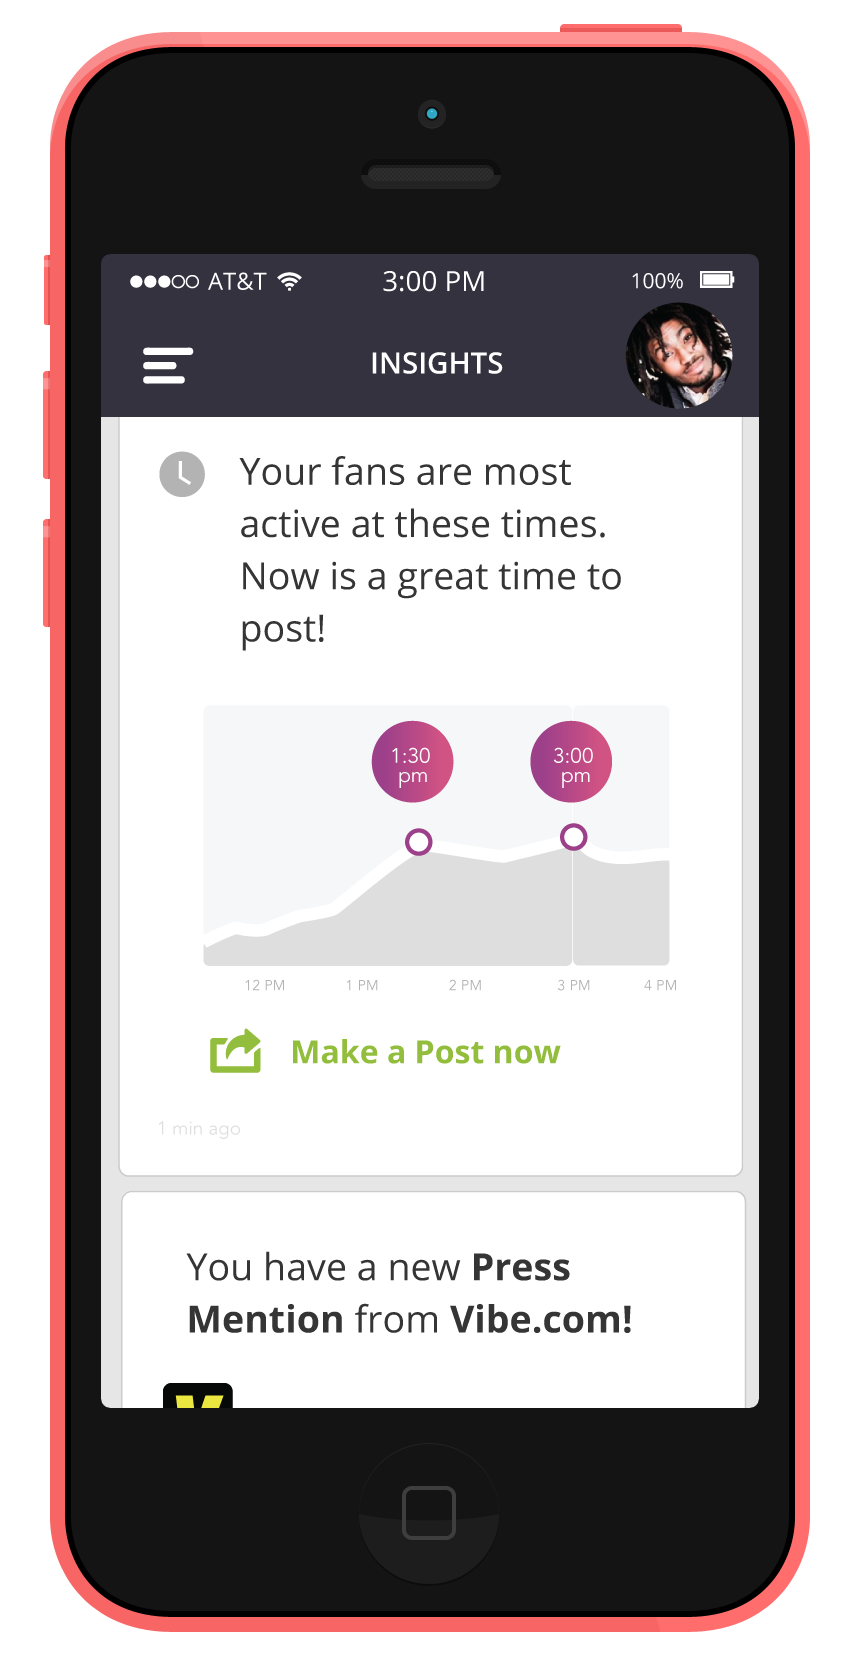 AT&T 3:00 PM 100%
INSIGHTS
Your fans are most
active at these times.
Now is a great time to
post!
1:30
pm
3:00
pm
12 PM 1 PM 2 PM 3 PM 4 PM
Make a Post now
1 min ago
You have a new Press
Mention from Vibe.com!
V